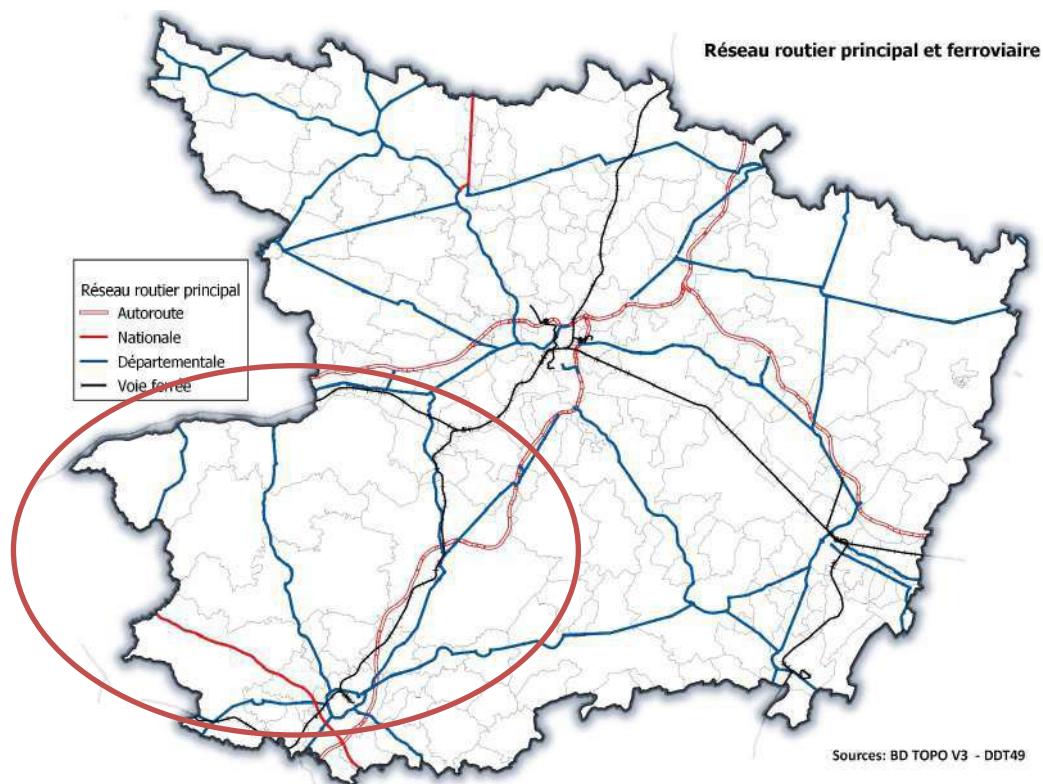 Réseau routier principal et ferroviaire
Réseau routier principal
Autoroute
Nationale
Départementale
Voie ferrée
Sources: BD TOPO V3 - DDT49